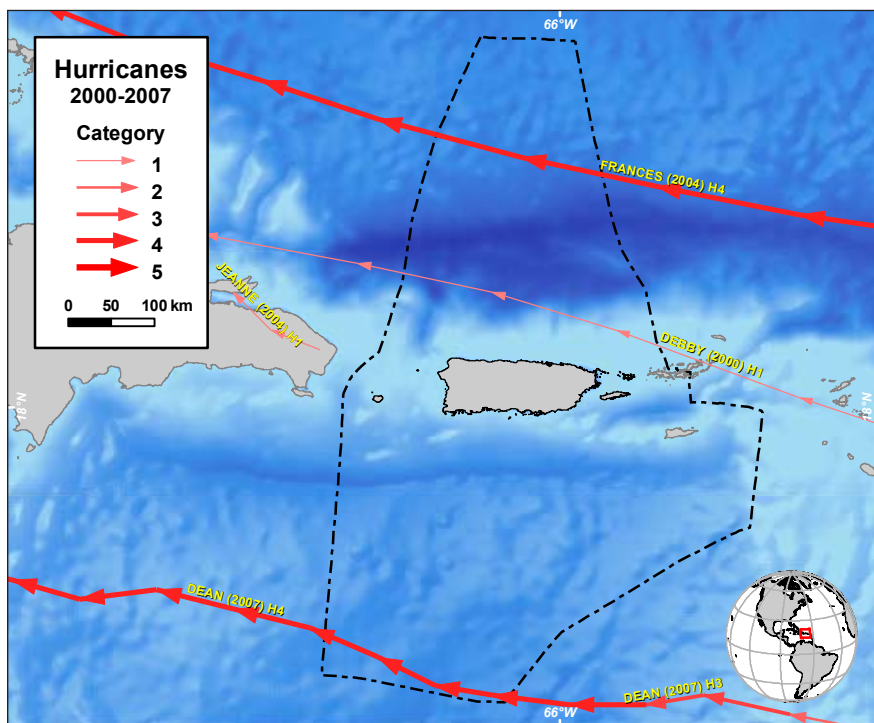 66°W
Hurricanes
2000-2007
Category
1
2
3
4
5
0 50 100 km
FRANCES (2004) H4
JEANNE (2004) H1
DEBBY (2000) H1
18°N
18°N
DEAN (2007) H4
DEAN (2007) H3
66°W